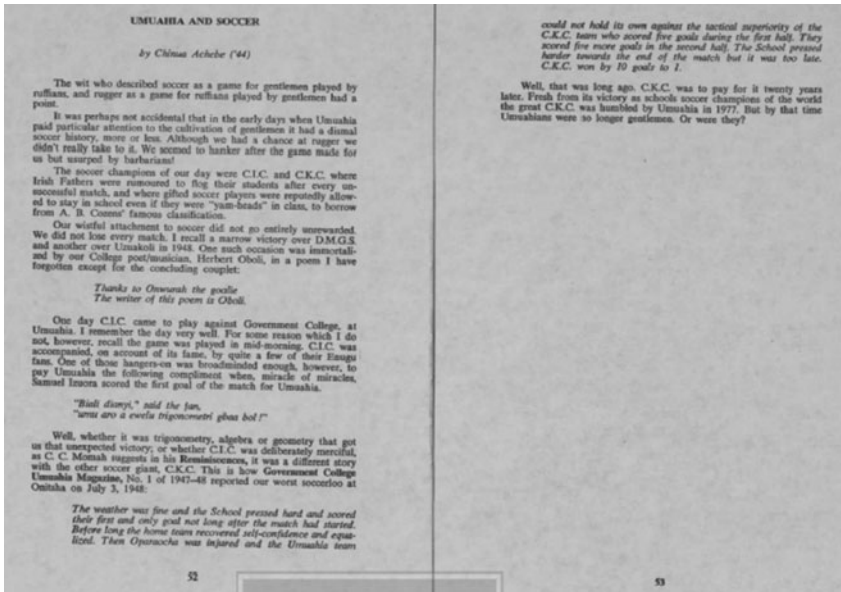 UMUAHIA AND SOCCER
by Chinua Achebe ('44)
The wit who described soccer as a game for gentlemen played by
ruffians, and rugger as a game for ruffians played by gentlemen had a
point.
It was perhaps not accidental that in the early days when Umuahia
paid particular attention to the cultivation of gentlemen it had a dismal
soccer history, more or less. Although we had a chance at rugger we
didn't really take to it. We seemed to hanker after the game made for
us but usurped by barbarians!
The soccer champions of our day were C.I.C. and C.K.C. where
Irish Fathers were rumoured to flog their students after every un-
successful match, and where gifted soccer players were reputedly allow-
ed to stay in school even if they were "yam-heads" in class, to borrow
from A. B. Cozens' famous classification.
Our wistful attachment to soccer did not go entirely unrewarded.
We did not lose every match. I recall a narrow victory over D.M.G.S.
and another over Uzuakoli in 1948. One such occasion was immortali-
sed by our College poet/musician, Herbert Oboli, in a poem I have
forgotten except for the concluding couplet:
Thanks to Onwurah the goalie
The writer of this poem is Oboli.
One day C.I.C. came to play against Government College, at
Umuahia. I remember the day very well. For some reason which I do
not, however, recall the game was played in mid-morning. C.I.C. was
accompanied, on account of its fame, by quite a few of their Enugu
fans. One of those hangers-on was broadminded enough, however, to
pay Umuahia the following compliment when, miracle of miracles,
Samuel scored the first goal of the match for Umuahia.
said the fan,
aro a ewelu trigonometri gbaa bol!"
Well, whether it was trigonometry, algebra or geometry that got
us that unexpected victory; or whether C.I.C. was deliberately merciful,
as C. C. Momah suggests in his Reminiscences, it was a different story
with the other soccer giant, C.K.C. This is how Government College
Umuahia Magazine, No. 1 of 1947–48 reported our worst soccerloo at
Onitsha on July 3, 1948:
The weather was fine and the School pressed hard and scored
their first and only goal not long after the match had started.
Before long the home team recovered self-confidence and equa-
lized. Then Oparaocha was injured and the Umuahia team
52
could not hold its own against the tactical superiority of the
C.K.C. team who scored five goals during the first half. They
scored five more goals in the second half. The School pressed
harder towards the end of the match but it was too late.
C.K.C. won by 10 goals to 1.
Well, that was long ago. C.K.C. was to pay for it twenty years
later. Fresh from its victory as schools soccer champions of the world
the great C.K.C. was humbled by Umuahia in 1977. But by that time
Umuahians were no longer gentlemen. Or were they?
53